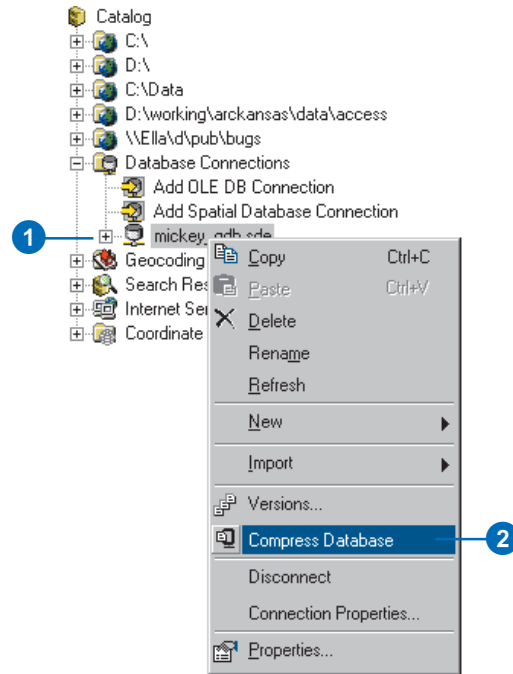 Catalog
C:\
D:\
C:\Data
D:\working\arckansas\data\access
\\Ella\d\pub\bugs
Database Connections
Add OLE DB Connection
Add Spatial Database Connection
1
mickey_gdb.sde
Geocoding
Search Res
Internet Ser
Coordinate
Copy Ctrl+C
Paste Ctrl+V
Delete
Rename
Refresh
New
Import
Versions...
Compress Database
2
Disconnect
Connection Properties...
Properties...